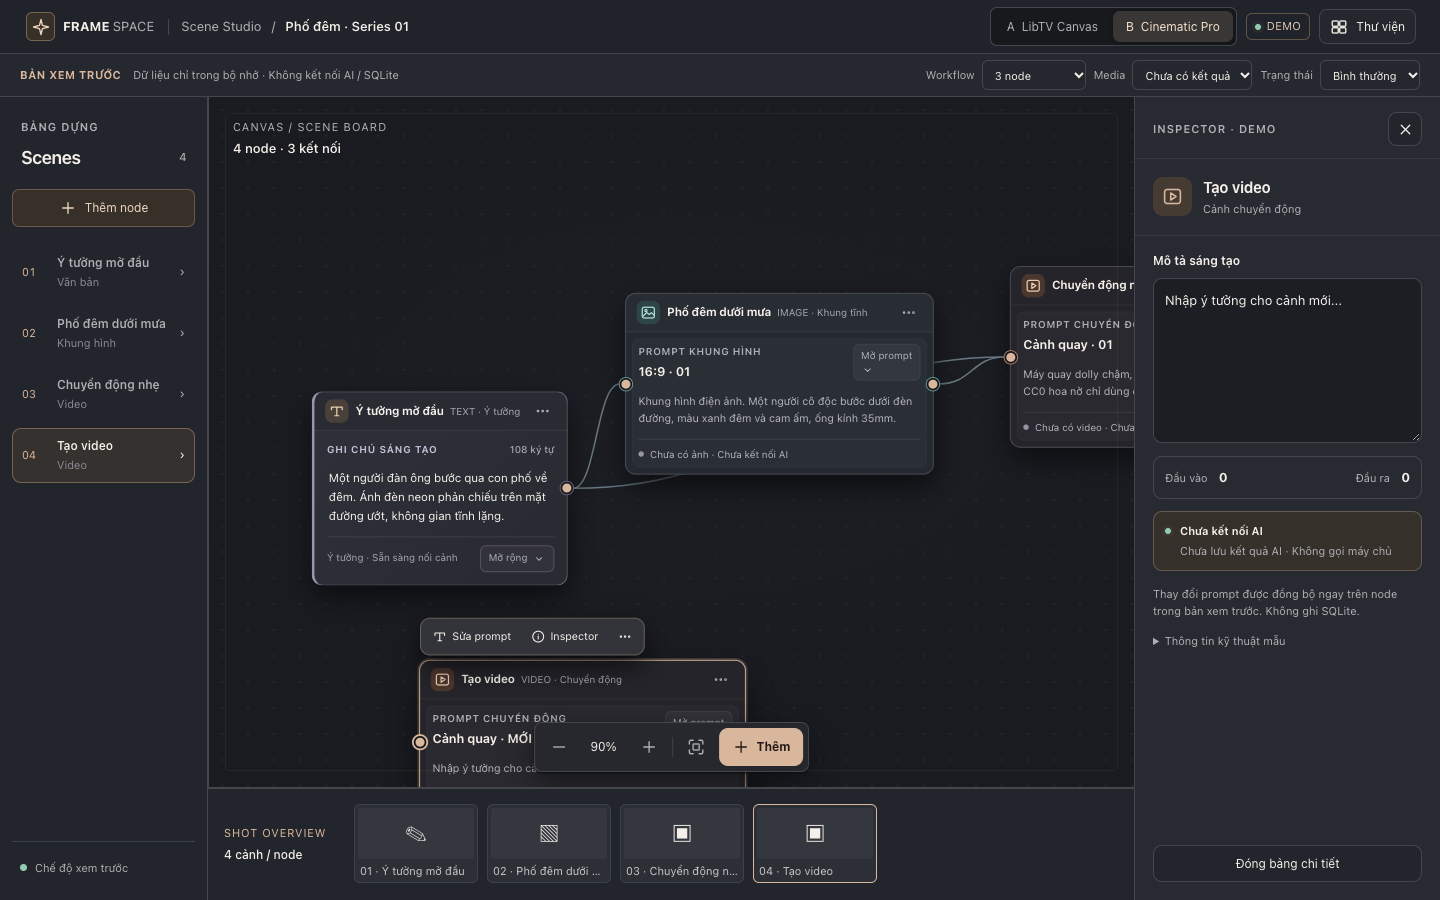 FRAME SPACE
Scene Studio / Phố đêm · Series 01
A LibTV Canvas
B Cinematic Pro
DEMO
Thư viện
BẢN XEM TRƯỚC
Dữ liệu chỉ trong bộ nhớ · Không kết nối AI / SQLite
Workflow
3 node
Media
Chưa có kết quả
Trạng thái
Bình thường
BẢNG DỰNG
Scenes
4
Thêm node
01
Ý tưởng mở đầu
Văn bản
02
Phố đêm dưới mưa
Khung hình
03
Chuyển động nhẹ
Video
04
Tạo video
Video
Chế độ xem trước
CANVAS / SCENE BOARD
4 node · 3 kết nối
Ý tưởng mở đầu TEXT · Ý tưởng
GHI CHÚ SÁNG TẠO
108 ký tự
Một người đàn ông bước qua con phố về
đêm. Ánh đèn neon phản chiếu trên mặt
đường ướt, không gian tĩnh lặng.
Ý tưởng · Sẵn sàng nối cảnh
Mở rộng
Phố đêm dưới mưa IMAGE · Khung tĩnh
PROMPT KHUNG HÌNH
16:9 · 01
Mở prompt
Khung hình điện ảnh. Một người cô độc bước dưới đèn
đường, màu xanh đêm và cam ấm, ống kính 35mm.
Chưa có ảnh · Chưa kết nối AI
Chuyển động n
PROMPT CHUYỂN ĐỘ
Cảnh quay · 01
Máy quay dolly chậm,
CC0 hoa nở chỉ dùng
Chưa có video · Chưa
Sửa prompt
Inspector
Tạo video VIDEO · Chuyển động
PROMPT CHUYỂN ĐỘNG
Mở prompt
Cảnh quay · MỚI
Nhập ý tưởng cho cả
90%
Thêm
SHOT OVERVIEW
4 cảnh / node
01 · Ý tưởng mở đầu
02 · Phố đêm dưới ...
03 · Chuyển động n...
04 · Tạo video
INSPECTOR · DEMO
Tạo video
Cảnh chuyển động
Mô tả sáng tạo
Nhập ý tưởng cho cảnh mới...
Đầu vào 0
Đầu ra 0
Chưa kết nối AI
Chưa lưu kết quả AI · Không gọi máy chủ
Thay đổi prompt được đồng bộ ngay trên node
trong bản xem trước. Không ghi SQLite.
Thông tin kỹ thuật mẫu
Đóng bảng chi tiết